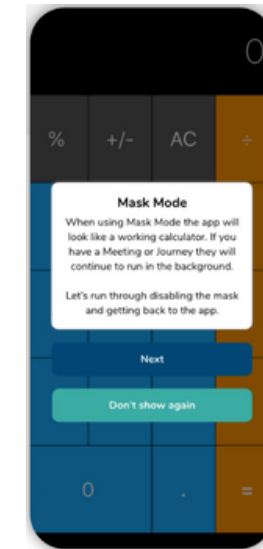 0
% +/- AC ÷
Mask Mode
When using Mask Mode the app will
look like a working calculator. If you
have a Meeting or Journey they will
continue to run in the background.
Let's run through disabling the mask
and getting back to the app.
Next
Don't show again
0 . =